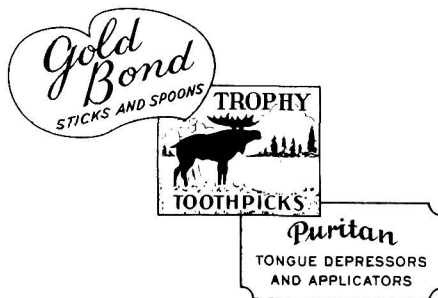 Gold
Bond
STICKS AND SPOONS
TROPHY
TOOTHPICKS
Puritan
TONGUE DEPRESSORS
AND APPLICATORS